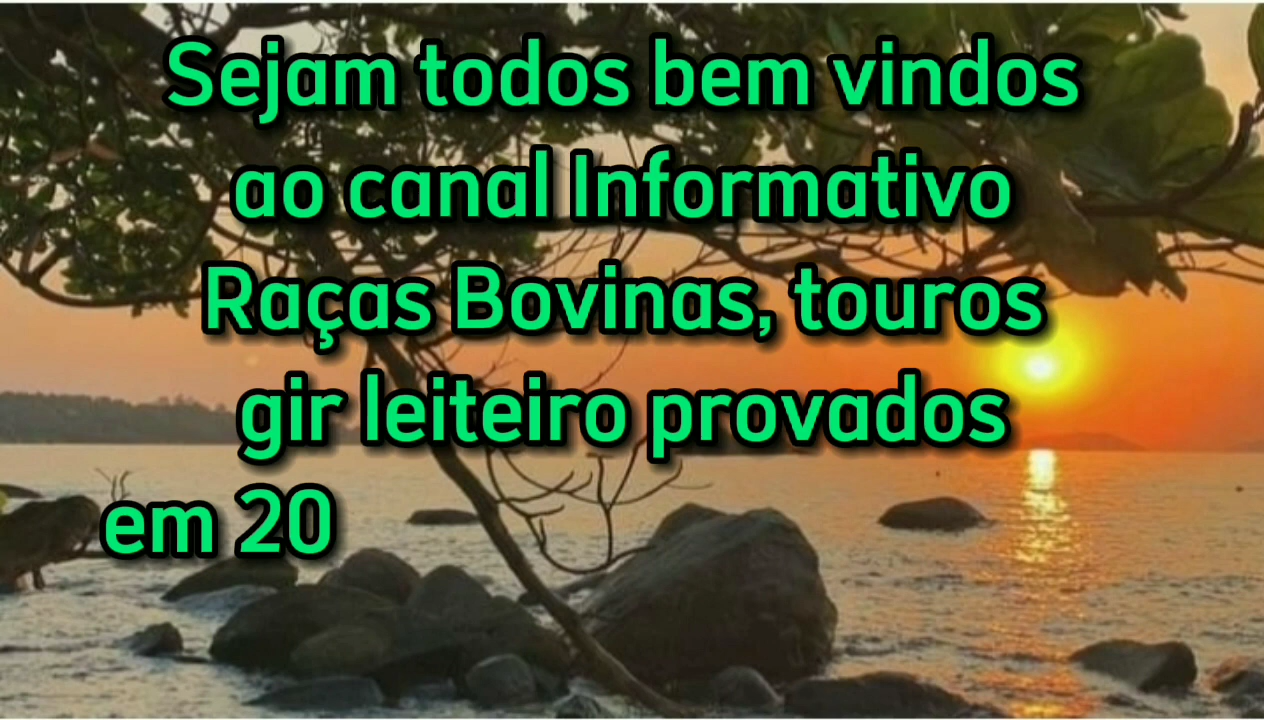 Sejam todos bem vindos
ao canal Informativo
Raças Bovinas, touros
gir leiteiro provados
em 20